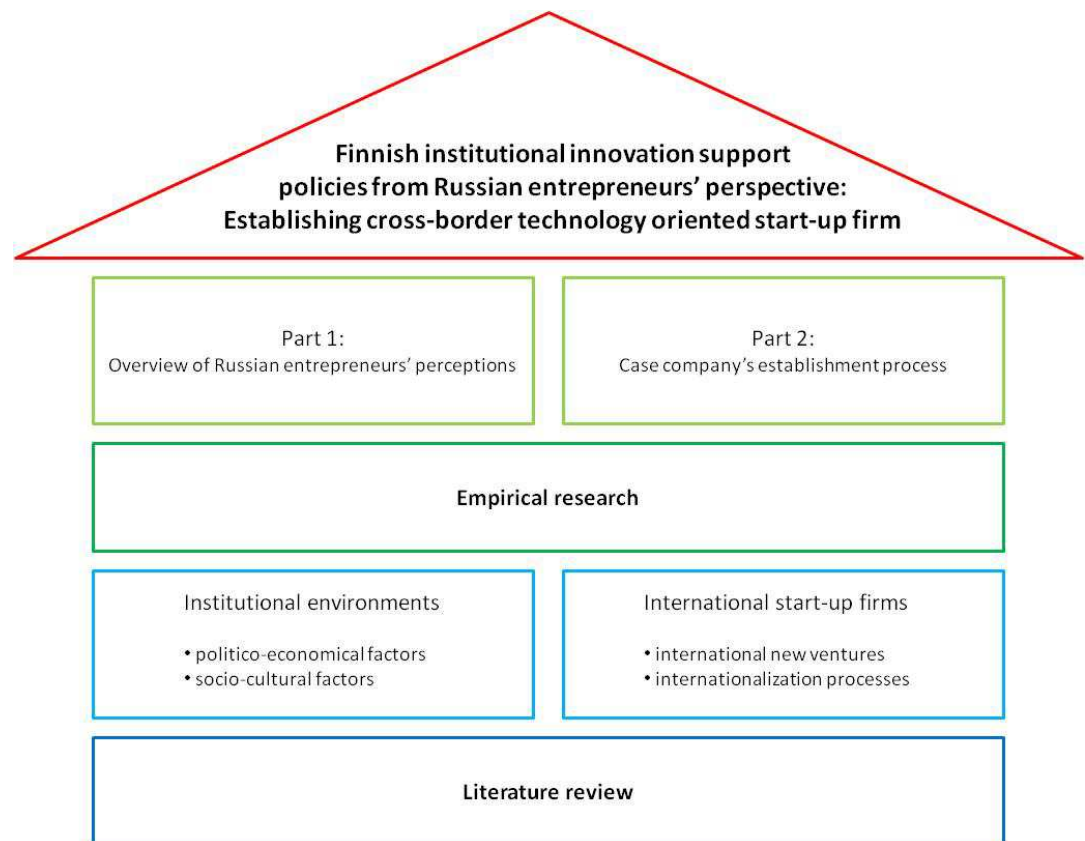 Finnish institutional innovation support
policies from Russian entrepreneurs’ perspective:
Establishing cross-border technology oriented start-up firm
Part 1:
Overview of Russian entrepreneurs’ perceptions
Part 2:
Case company’s establishment process
Empirical research
Institutional environments
• politico-economical factors
• socio-cultural factors
International start-up firms
• international new ventures
• internationalization processes
Literature review